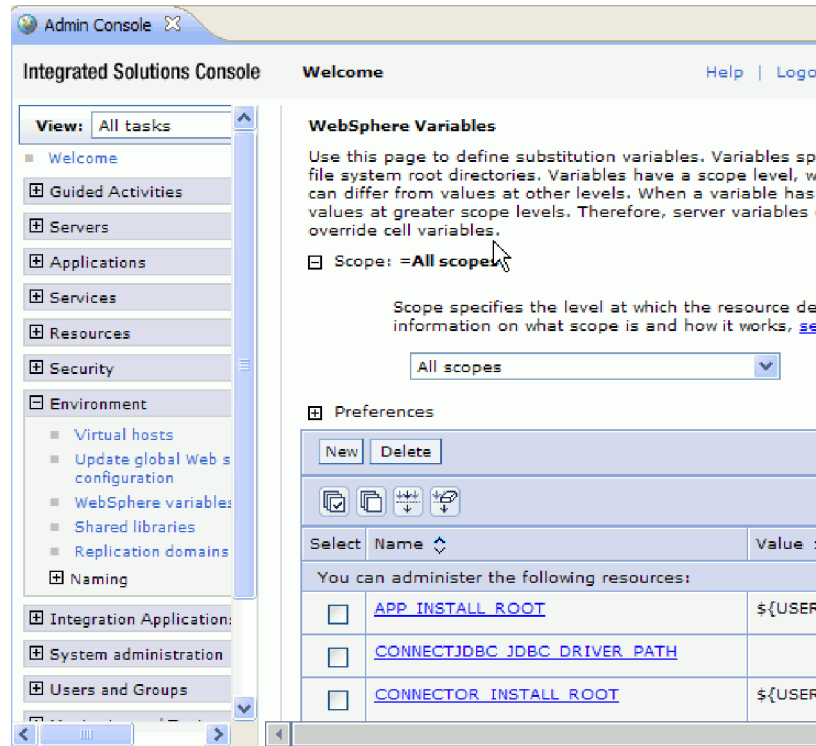 Admin Console
Integrated Solutions Console
Welcome
Help | Logo
View: All tasks
Welcome
Guided Activities
Servers
Applications
Services
Resources
Security
Environment
Virtual hosts
Update global Web s
configuration
WebSphere variables
Shared libraries
Replication domains
Naming
Integration Applications
System administration
Users and Groups
WebSphere Variables
Use this page to define substitution variables. Variables sp
file system root directories. Variables have a scope level, w
can differ from values at other levels. When a variable has
values at greater scope levels. Therefore, server variables
override cell variables.
Scope: =All scopes
Scope specifies the level at which the resource de
information on what scope is and how it works, se
All scopes
Preferences
New Delete
Select Name Value
You can administer the following resources:
APP_INSTALL_ROOT ${USER
CONNECTJDBC_JDBC_DRIVER_PATH
CONNECTOR_INSTALL_ROOT ${USER